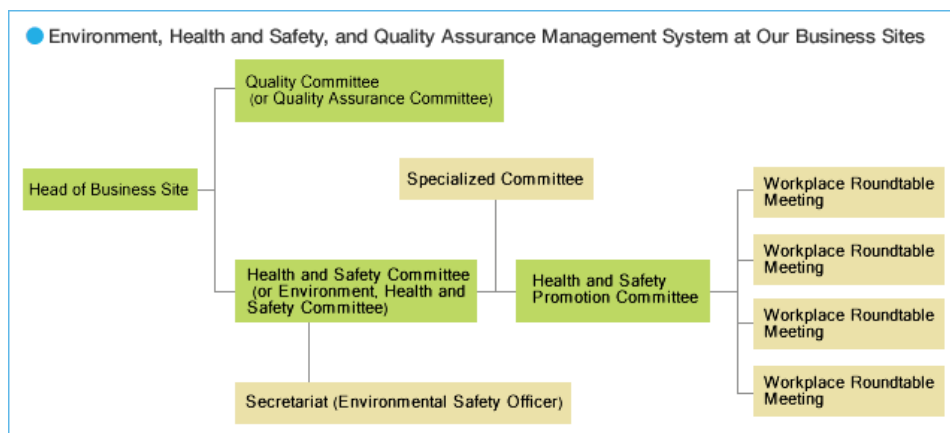 Environment, Health and Safety, and Quality Assurance Management System at Our Business Sites
Quality Committee
(or Quality Assurance Committee)
Head of Business Site
Specialized Committee
Health and Safety Committee
(or Environment, Health and
Safety Committee)
Health and Safety
Promotion Committee
Secretariat (Environmental Safety Officer)
Workplace Roundtable
Meeting
Workplace Roundtable
Meeting
Workplace Roundtable
Meeting
Workplace Roundtable
Meeting